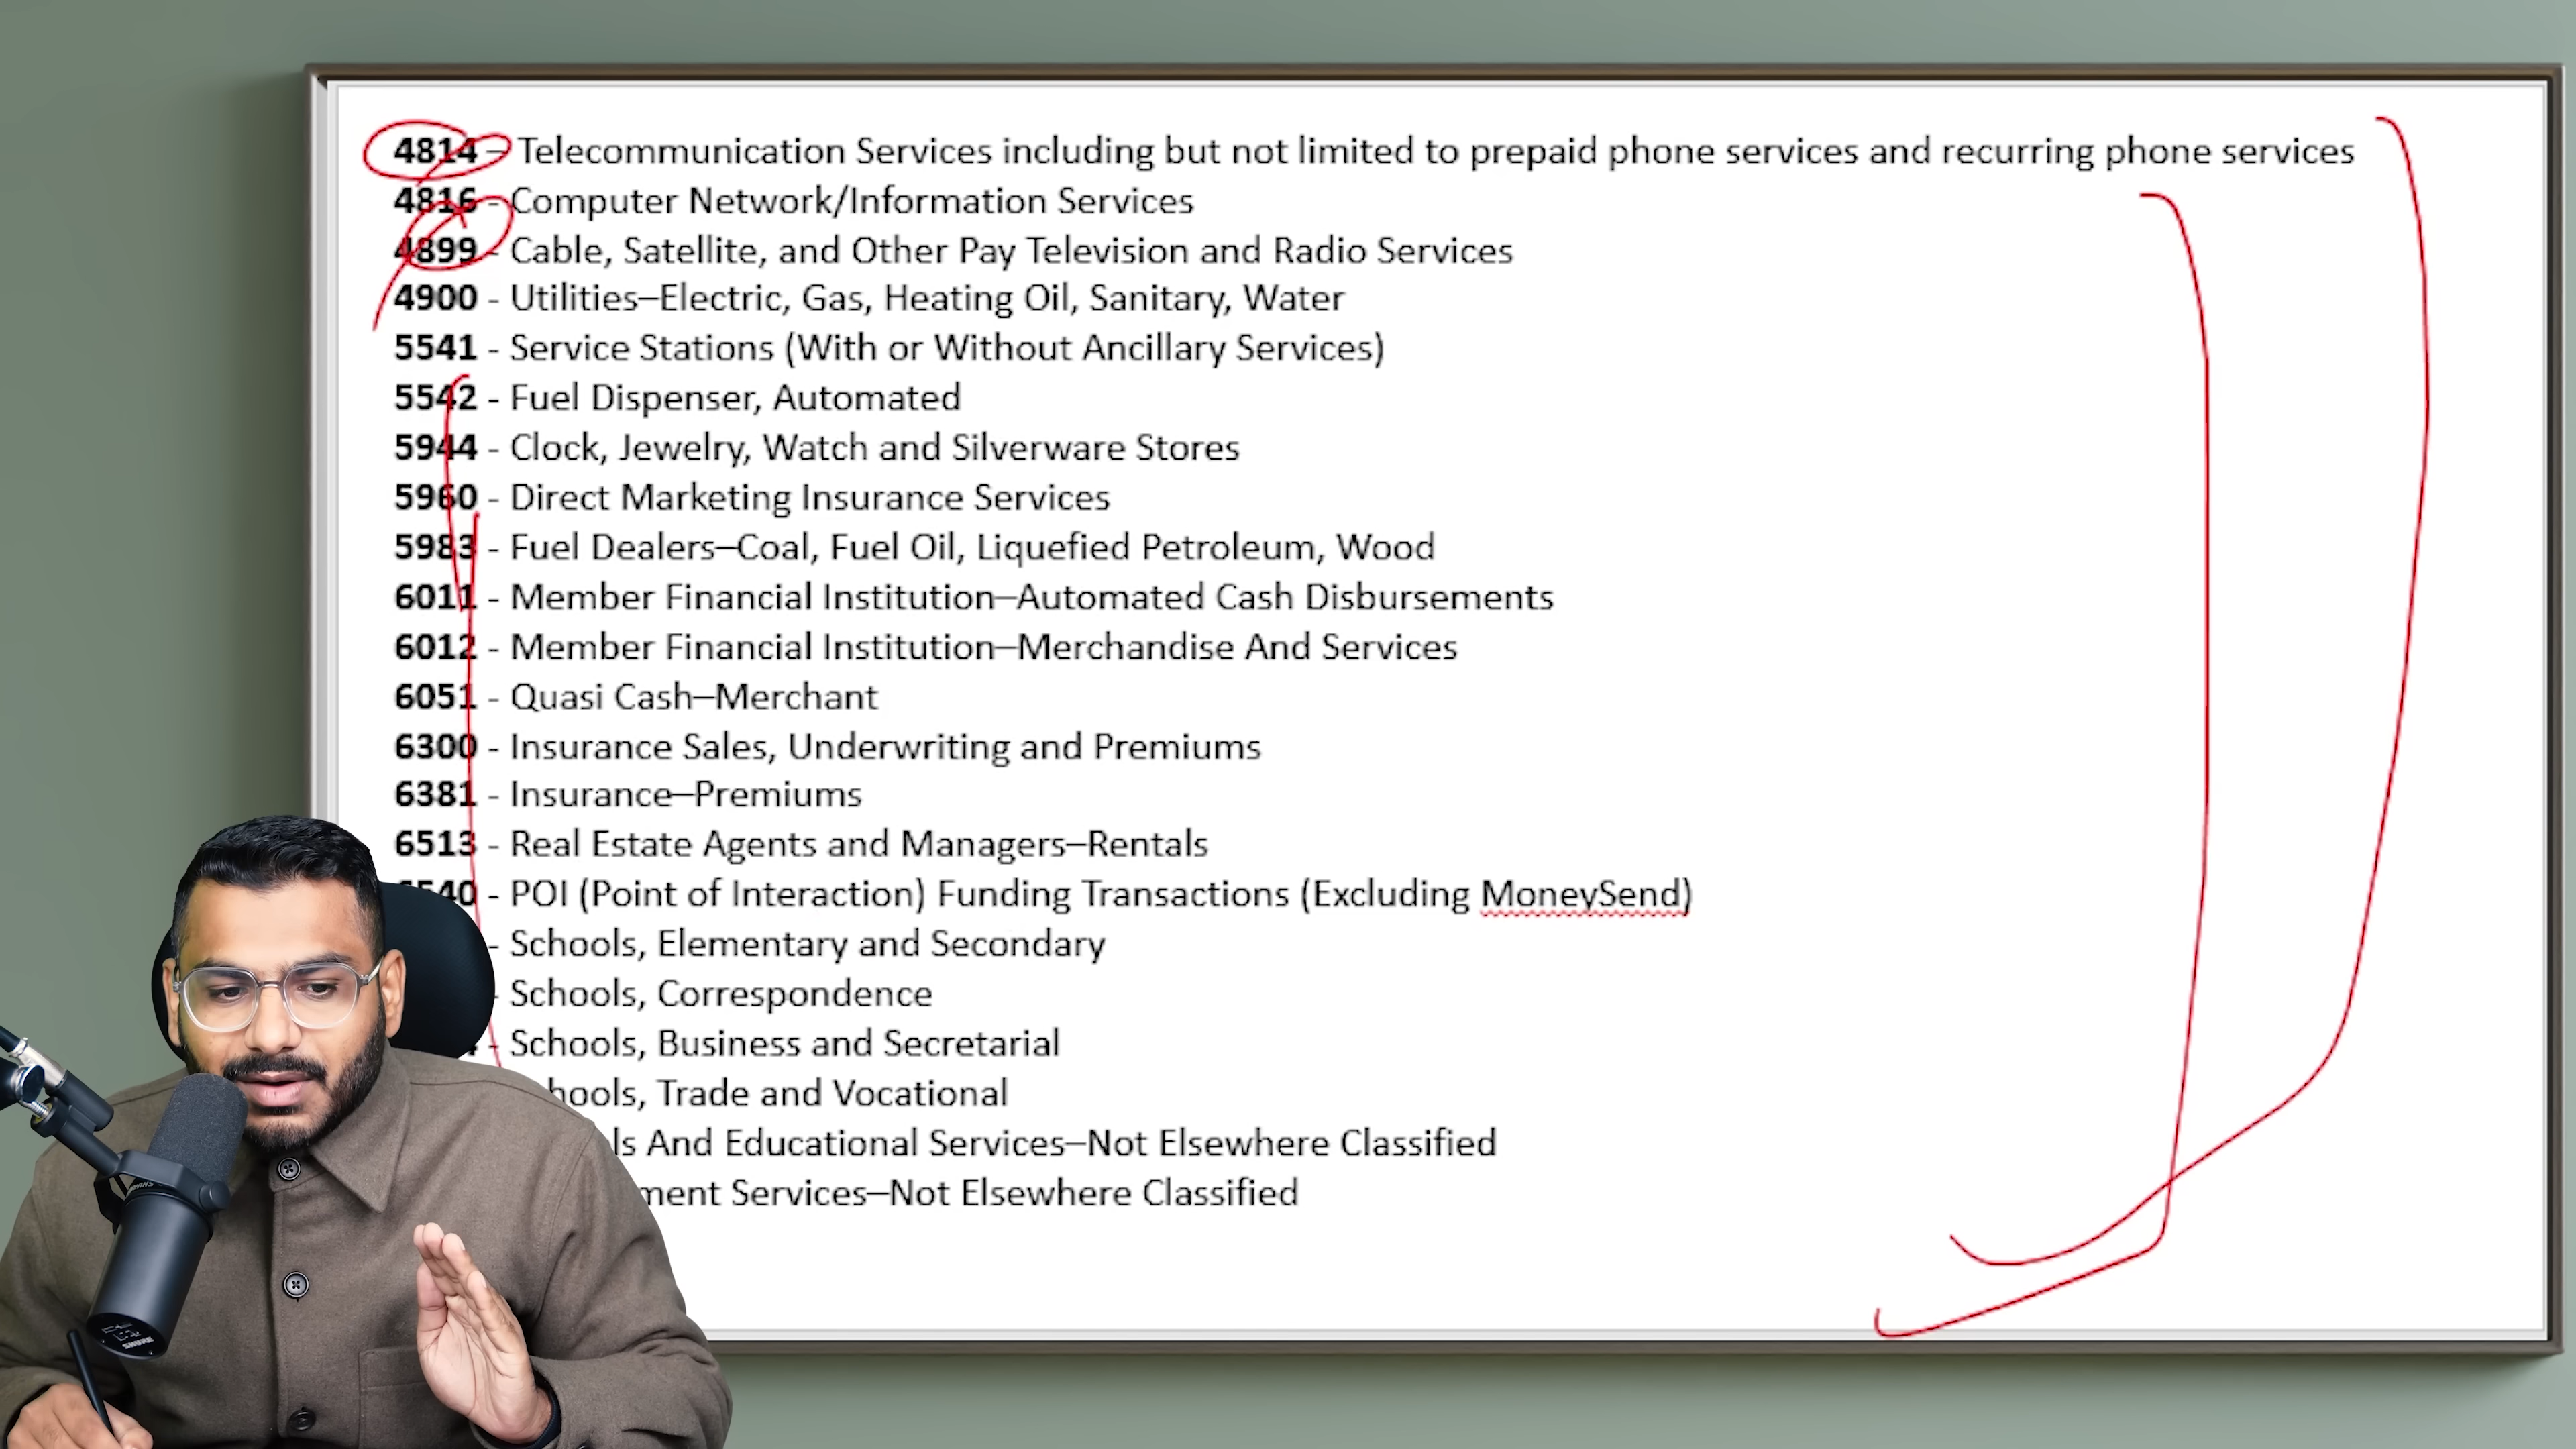 4814 – Telecommunication Services including but not limited to prepaid phone services and recurring phone services
4816 - Computer Network/Information Services
4899 - Cable, Satellite, and Other Pay Television and Radio Services
4900 - Utilities–Electric, Gas, Heating Oil, Sanitary, Water
5541 - Service Stations (With or Without Ancillary Services)
5542 - Fuel Dispenser, Automated
5944 - Clock, Jewelry, Watch and Silverware Stores
5960 - Direct Marketing Insurance Services
5983 - Fuel Dealers–Coal, Fuel Oil, Liquefied Petroleum, Wood
6011 - Member Financial Institution–Automated Cash Disbursements
6012 - Member Financial Institution–Merchandise And Services
6051 - Quasi Cash–Merchant
6300 - Insurance Sales, Underwriting and Premiums
6381 - Insurance–Premiums
6513 - Real Estate Agents and Managers–Rentals
- POI (Point of Interaction) Funding Transactions (Excluding MoneySend)
- Schools, Elementary and Secondary
- Schools, Correspondence
- Schools, Business and Secretarial
Trade and Vocational
And Educational Services–Not Elsewhere Classified
Services–Not Elsewhere Classified